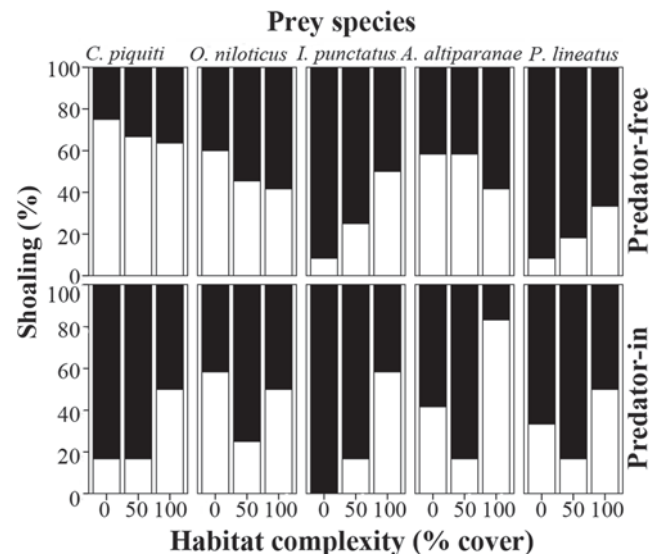 Prey species
C. piquiti O. niloticus I. punctatus A. altiparanae P. lineatus
100
80
60
40
20
0
Predator-free
Shoaling (%)
100
80
60
40
20
0
Predator-in
0 50 100 0 50 100 0 50 100 0 50 100 0 50 100
Habitat complexity (% cover)